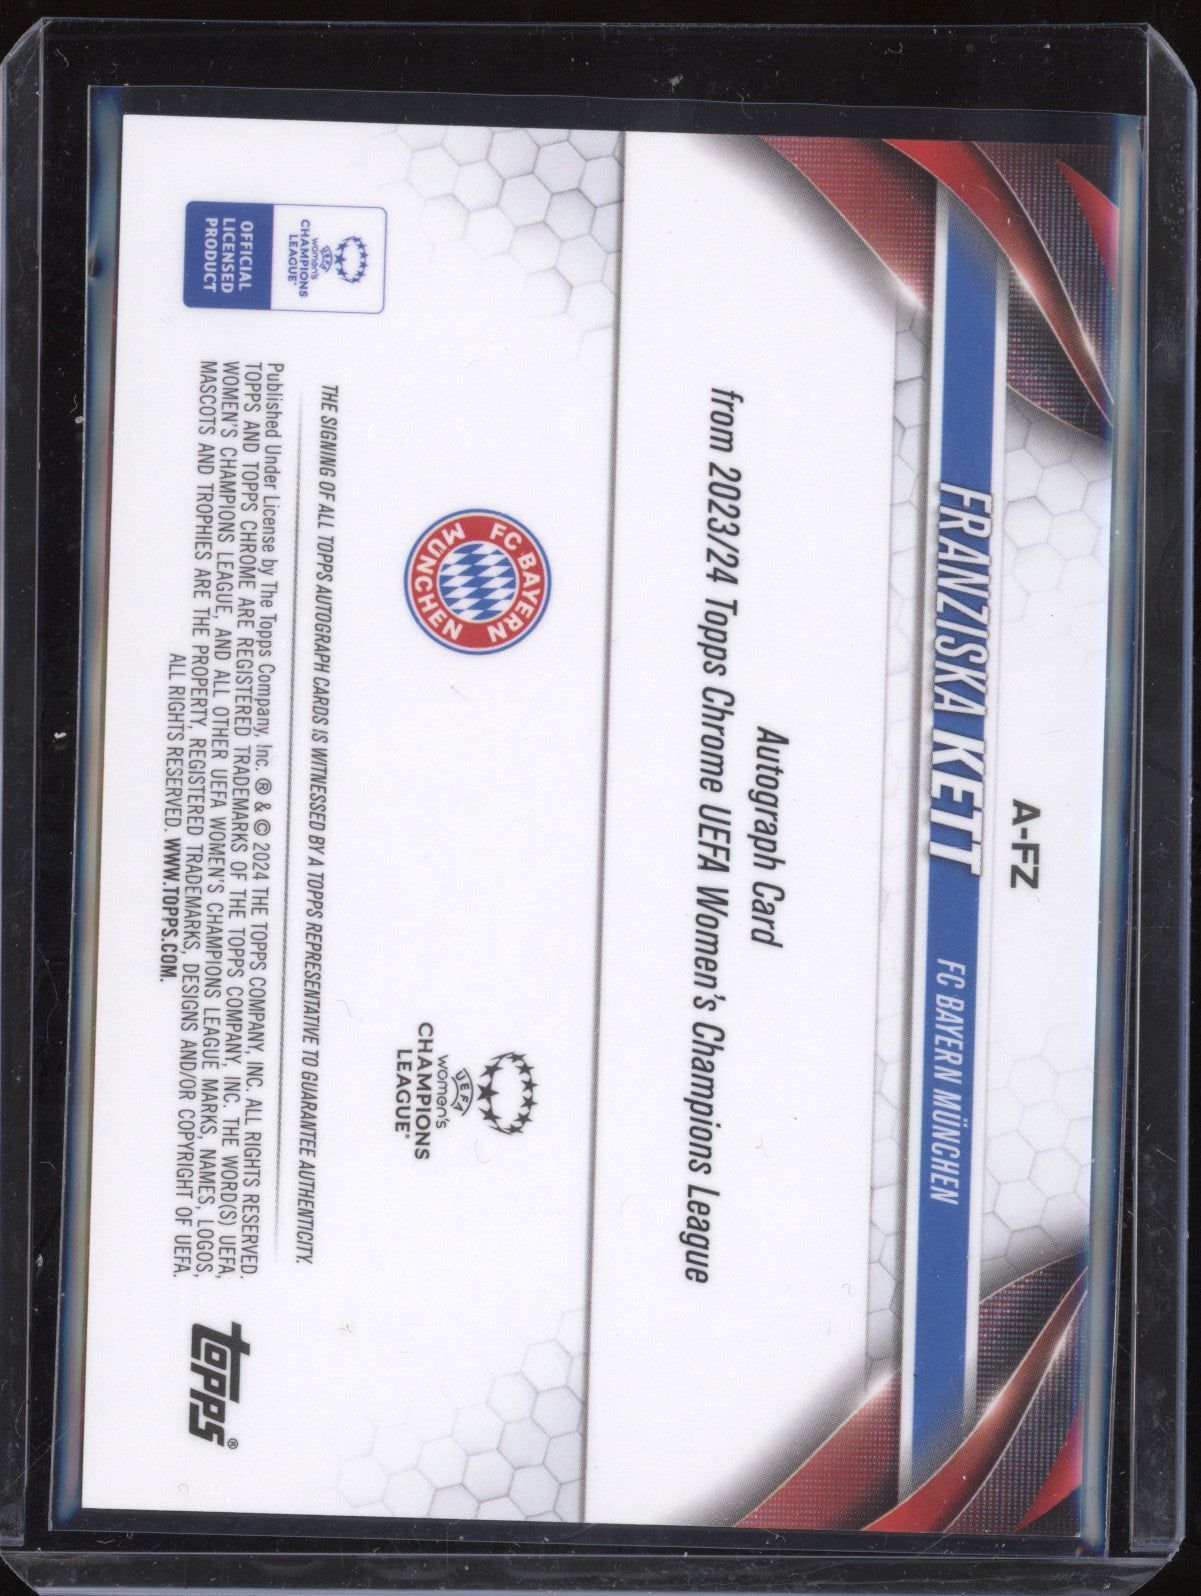 A-FZ
FRANZISKA KETT FC BAYERN MÜNCHEN
Autograph Card
from 2023/24 Topps Chrome UEFA Women's Champions League
FC BAYERN
MÜNCHEN
UEFA
women's
CHAMPIONS
LEAGUE®
THE SIGNING OF ALL TOPPS AUTOGRAPH CARDS IS WITNESSED BY A TOPPS REPRESENTATIVE TO GUARANTEE AUTHENTICITY.
UEFA
women's
CHAMPIONS
LEAGUE®
OFFICIAL
LICENSED
PRODUCT
Published Under License by The Topps Company, Inc. ® & © 2024 THE TOPPS COMPANY, INC. ALL RIGHTS RESERVED.
TOPPS AND TOPPS CHROME ARE REGISTERED TRADEMARKS OF THE TOPPS COMPANY, INC. THE WORD(S) UEFA,
WOMEN'S CHAMPIONS LEAGUE, AND ALL OTHER UEFA WOMEN'S CHAMPIONS LEAGUE MARKS, NAMES, LOGOS,
MASCOTS AND TROPHIES ARE THE PROPERTY, REGISTERED TRADEMARKS, DESIGNS AND/OR COPYRIGHT OF UEFA.
ALL RIGHTS RESERVED. WWW.TOPPS.COM.
topps®